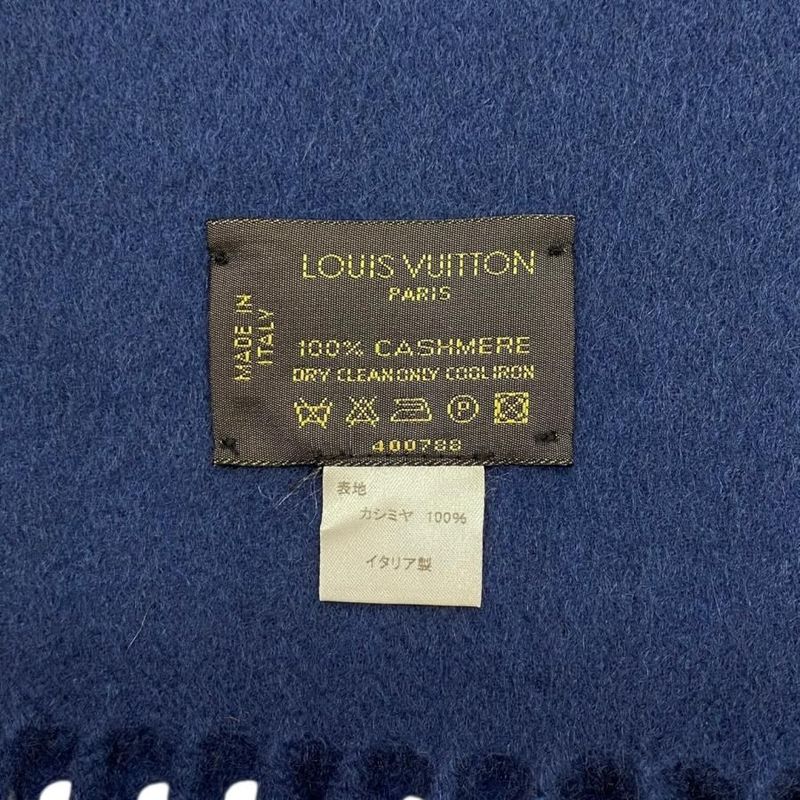 LOUIS VUITTON
PARIS
MADE IN
ITALY
100% CASHMERE
DRY CLEAN ONLY COOL IRON
P
400788
表地
カシミヤ 100%
イタリア製